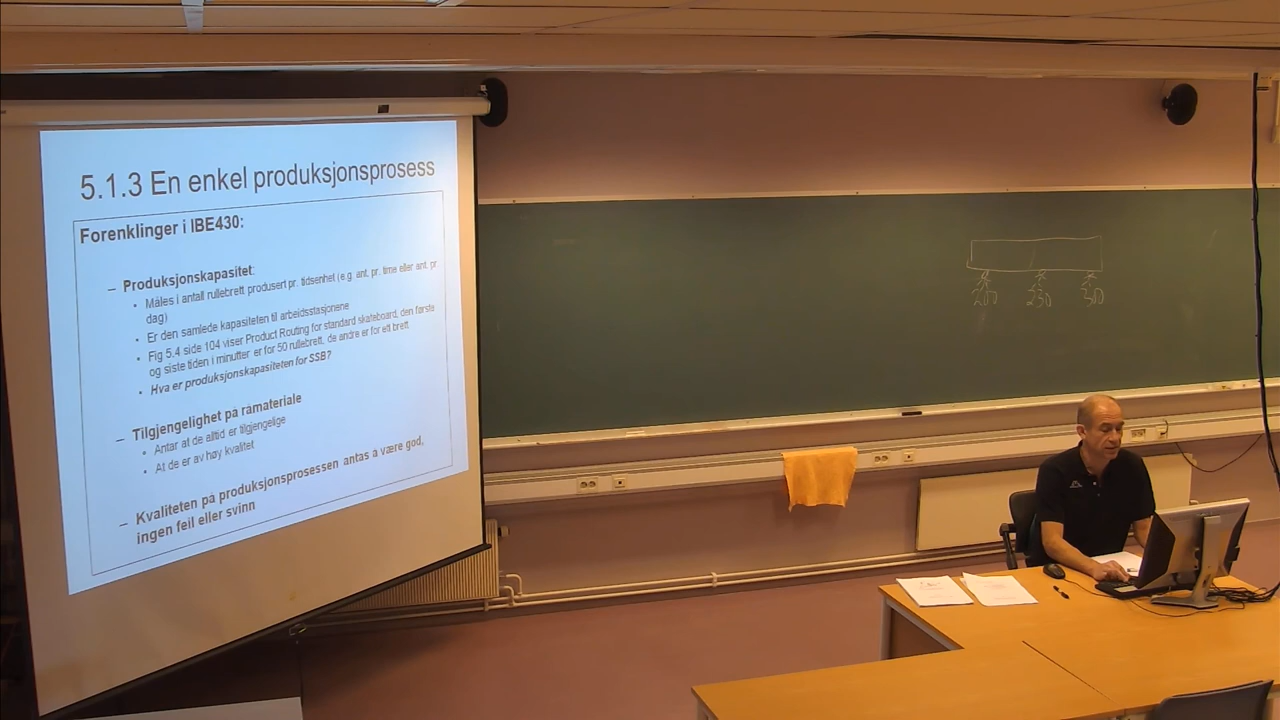 5.1.3 En enkel produksjonsprosess
Forenklinger i IBE430:
– Produksjonskapasitet:
• Måles i antall rullebrett produsert pr. tidsenhet (e.g. ant. pr. time eller ant. pr
dag)
• Er den samlede kapasiteten til arbeidsstasjonene
• Fig 5.4 side 104 viser Product Routing for standard skateboard, den første
og siste tiden i minutter er for 50 rullebrett, de andre er for ett brett
• Hva er produksjonskapasiteten for SSB?
– Tilgjengelighet på råmateriale
• Antar at de alltid er tilgjengelige
• At de er av høy kvalitet
– Kvaliteten på produksjonsprosessen antas å være god,
ingen feil eller svinn
200 230 310